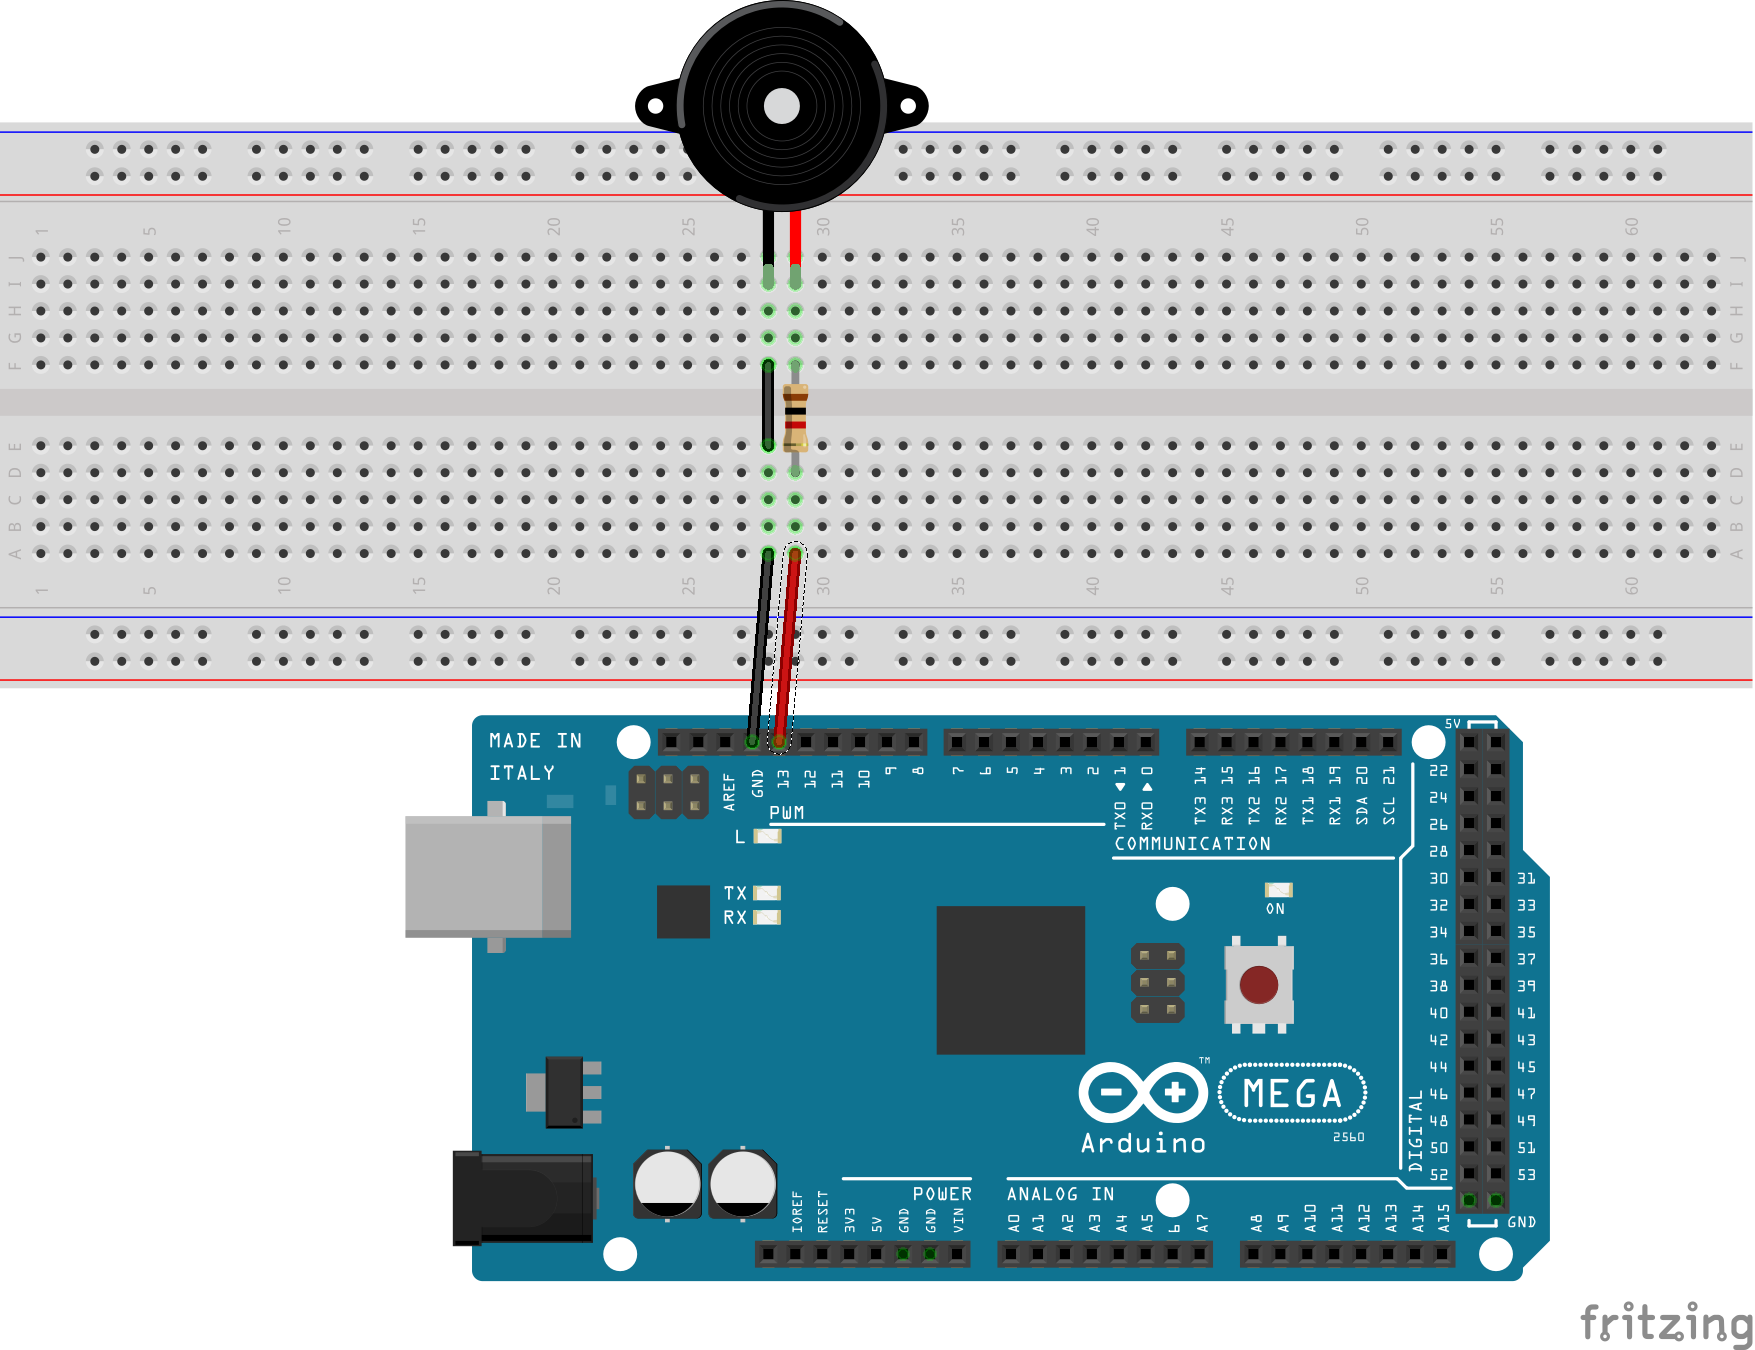 1 5 10 15 20 25 30 35 40 45 50 55 60
J J
I I
H H
G G
F F
E E
D D
C C
B B
A A
1 5 10 15 20 25 30 35 40 45 50 55 60
MADE IN
ITALY
5V
AREF GND 13 12 11 10 9 8 7 6 5 4 3 2 TX0 1 RX0 0 TX3 14 RX3 15 TX2 16 RX2 17 TX1 18 RX1 19 SDA 20 SCL 21
PWM
L
COMMUNICATION
TX
RX
ON
22
24
26
28
30 31
32 33
34 35
36 37
38 39
40 41
42 43
44 45
46 47
48 49
50 51
52 53
GND
DIGITAL
TM
MEGA
Arduino
2560
POWER
ANALOG IN
IOREF RESET 3V3 5V GND GND VIN A0 A1 A2 A3 A4 A5 6 A7 A8 A9 A10 A11 A12 A13 A14 A15
fritzing